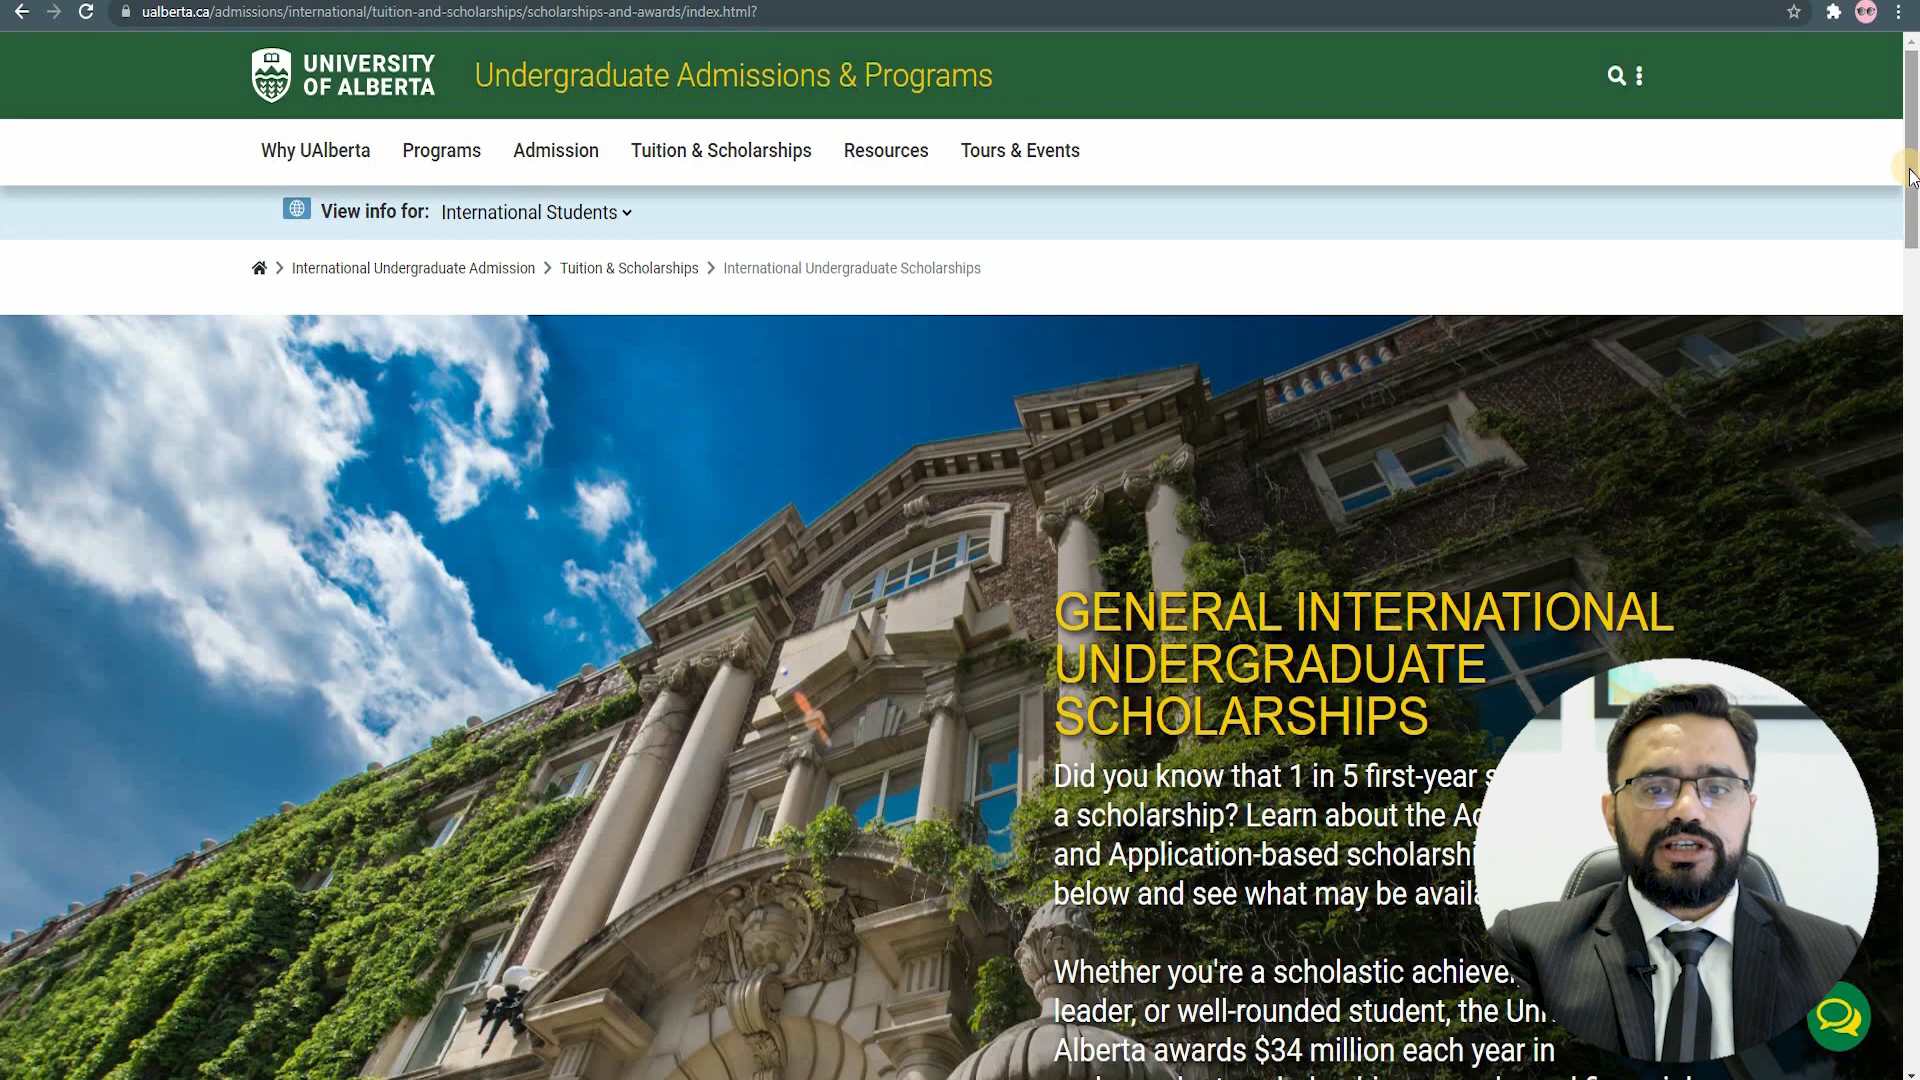 ualberta.ca/admissions/international/tuition-and-scholarships/scholarships-and-awards/index.html?
UNIVERSITY
OF ALBERTA
Undergraduate Admissions & Programs
Why UAlberta Programs Admission Tuition & Scholarships Resources Tours & Events
View info for: International Students
International Undergraduate Admission > Tuition & Scholarships > International Undergraduate Scholarships
GENERAL INTERNATIONAL
UNDERGRADUATE
SCHOLARSHIPS
Did you know that 1 in 5 first-year
a scholarship? Learn about the
and Application-based
below and see what may be
Whether you're a scholastic
leader, or well-rounded student, the
Alberta awards $34 million each year in